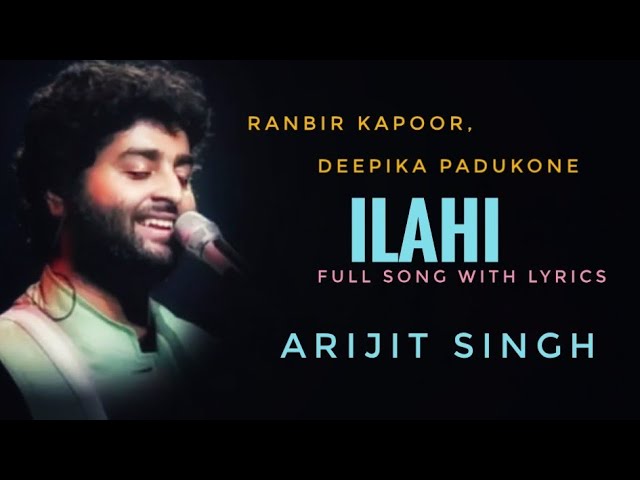 RANBIR KAPOOR,
DEEPIKA PADUKONE
ILAHI
FULL SONG WITH LYRICS
ARIJIT SINGH